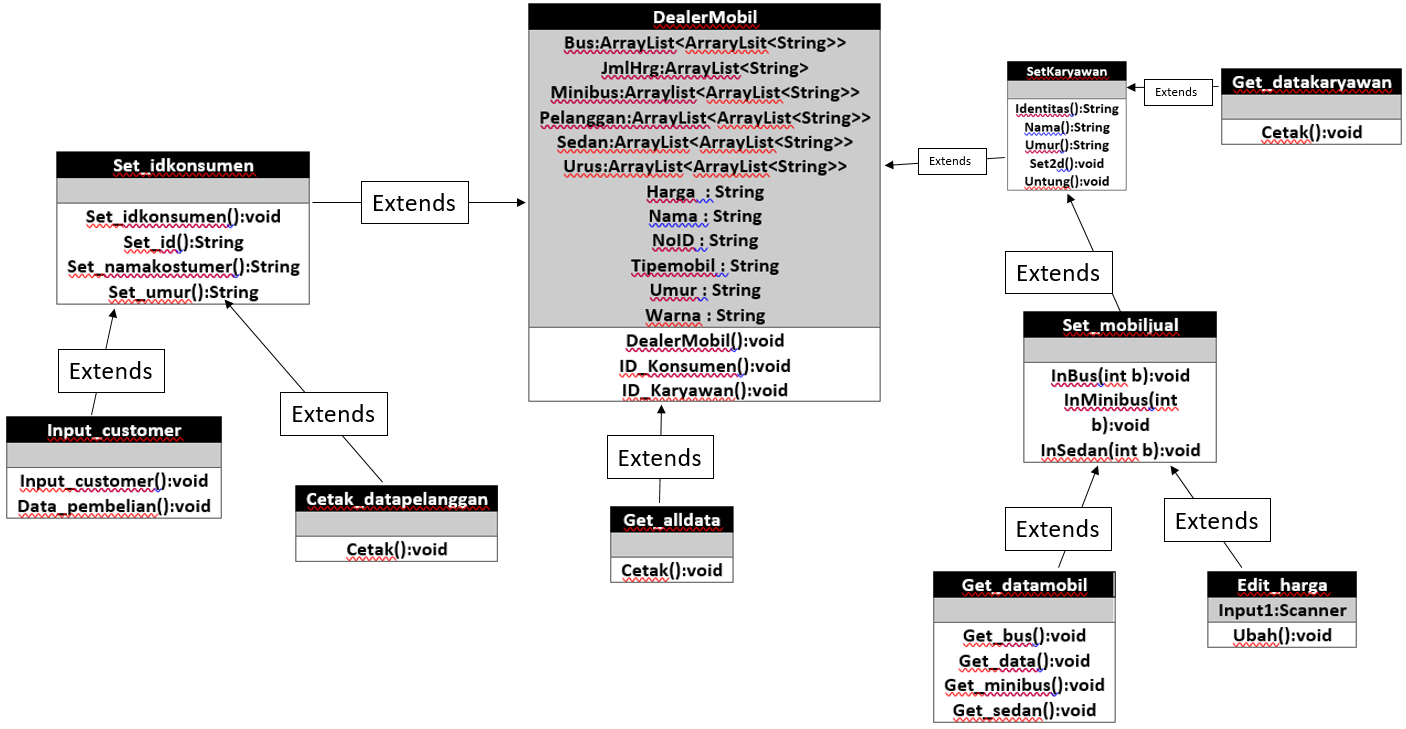 DealerMobil
Bus:ArrayList<ArraryLsit<String>>
JmlHrg:ArrayList<String>
Minibus:Arraylist<ArrayList<String>>
Pelanggan:ArrayList<ArrayList<String>>
Sedan:ArrayList<ArrayList<String>>
Urus:ArrayList<ArrayList<String>>
Harga : String
Nama : String
NoID : String
Tipemobil : String
Umur : String
Warna : String
DealerMobil():void
ID_Konsumen():void
ID_Karyawan():void
Set_idkonsumen
Set_idkonsumen():void
Set_id():String
Set_namakostumer():String
Set_umur():String
Extends
Extends
Extends
Input_customer
Input_customer():void
Data_pembelian():void
Cetak_datapelanggan
Cetak():void
Extends
Get_alldata
Cetak():void
Extends
SetKaryawan
Identitas():String
Nama():String
Umur():String
Set2d():void
Untung():void
Extends
Get_datakaryawan
Cetak():void
Extends
Set_mobiljual
InBus(int b):void
InMinibus(int
b):void
InSedan(int b):void
Extends
Extends
Get_datamobil
Get_bus():void
Get_data():void
Get_minibus():void
Get_sedan():void
Edit_harga
Input1:Scanner
Ubah():void